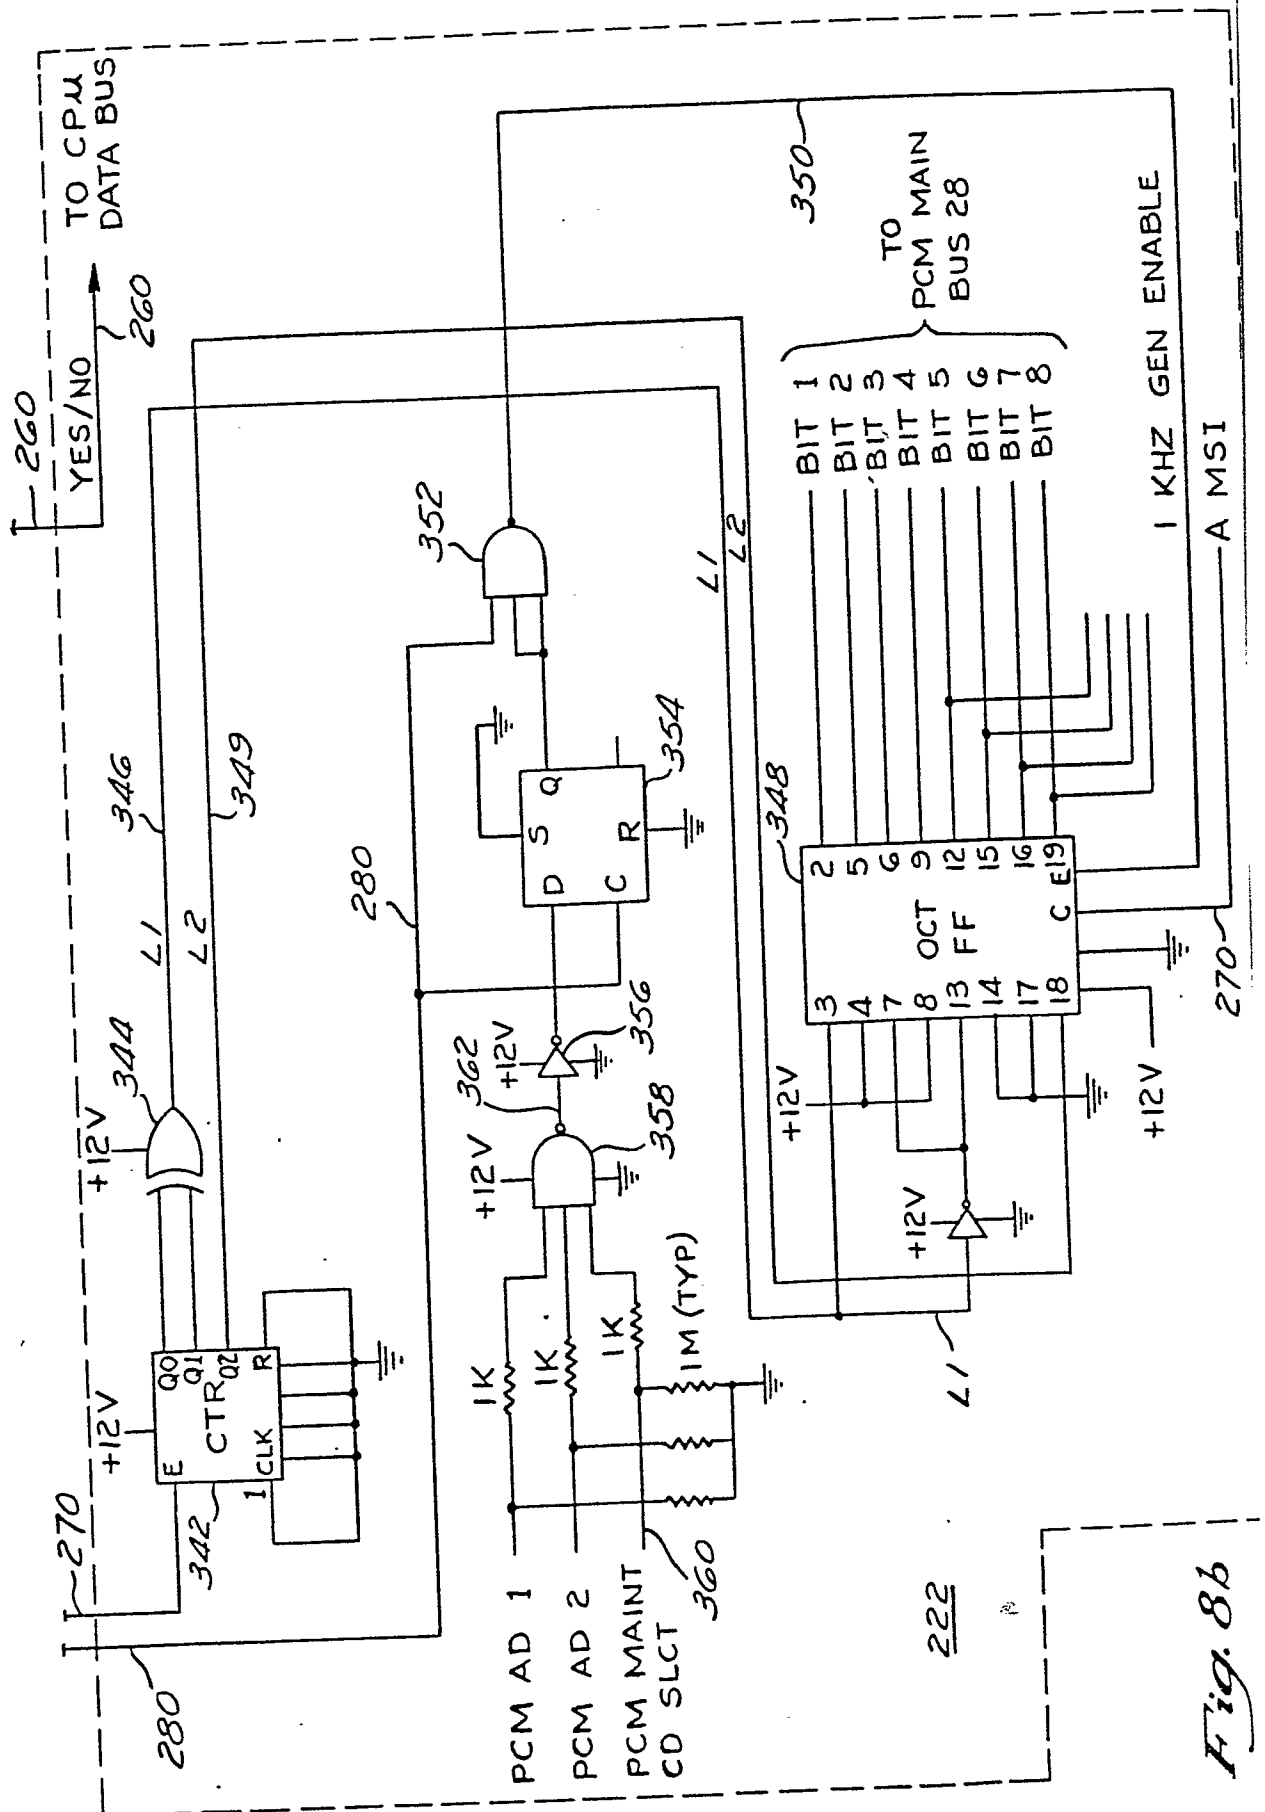 260
YES/NO
TO CPU
DATA BUS
260
270
280
+12V
E
Q0
Q1
Q2
CTR
1
CLK
R
342
+12V
344
L1
346
L2
349
280
352
350
PCM AD 1
PCM AD 2
PCM MAINT
CD SLCT
360
1K
1K
1K
1M (TYP)
+12V
358
362
+12V
356
D
S
Q
C
R
354
L1
L2
L1
+12V
+12V
+12V
348
3
4
7
8
13
14
17
18
OCT
FF
2
5
6
9
12
15
16
19
C
E
270
BIT 1
BIT 2
BIT 3
BIT 4
BIT 5
BIT 6
BIT 7
BIT 8
TO
PCM MAIN
BUS 28
1 KHZ GEN ENABLE
A MSI
222
Fig. 8b